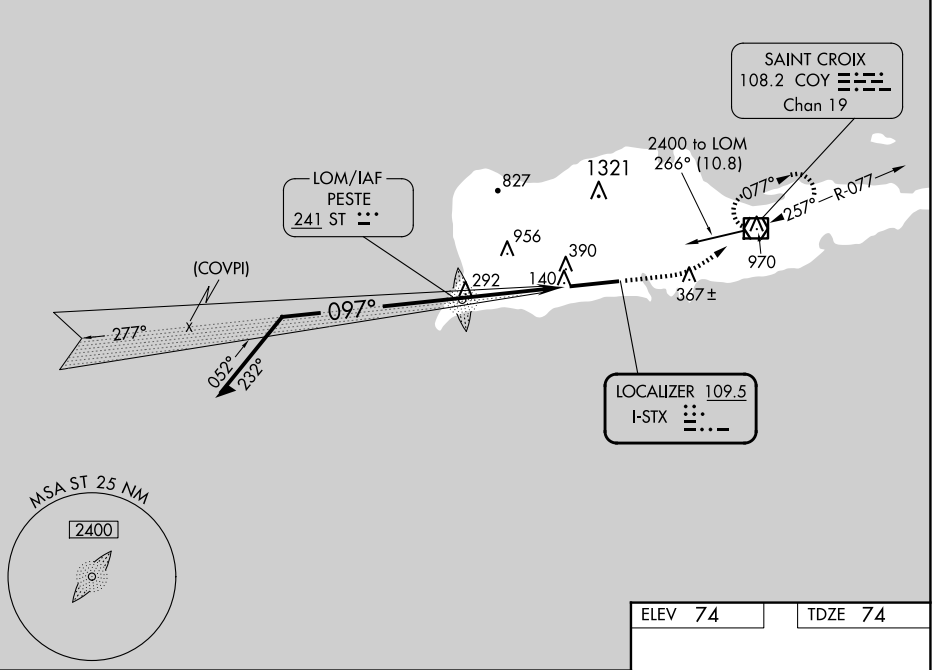 SAINT CROIX
108.2 COY
Chan 19
2400 to LOM
266° (10.8)
1321
827
077°
257°
R-077
LOM/IAF
PESTE
241 ST
956
390
970
(COVPI)
292
140
367±
097°
277°
052°
232°
LOCALIZER 109.5
I-STX
MSA ST 25 NM
2400
ELEV 74
TDZE 74